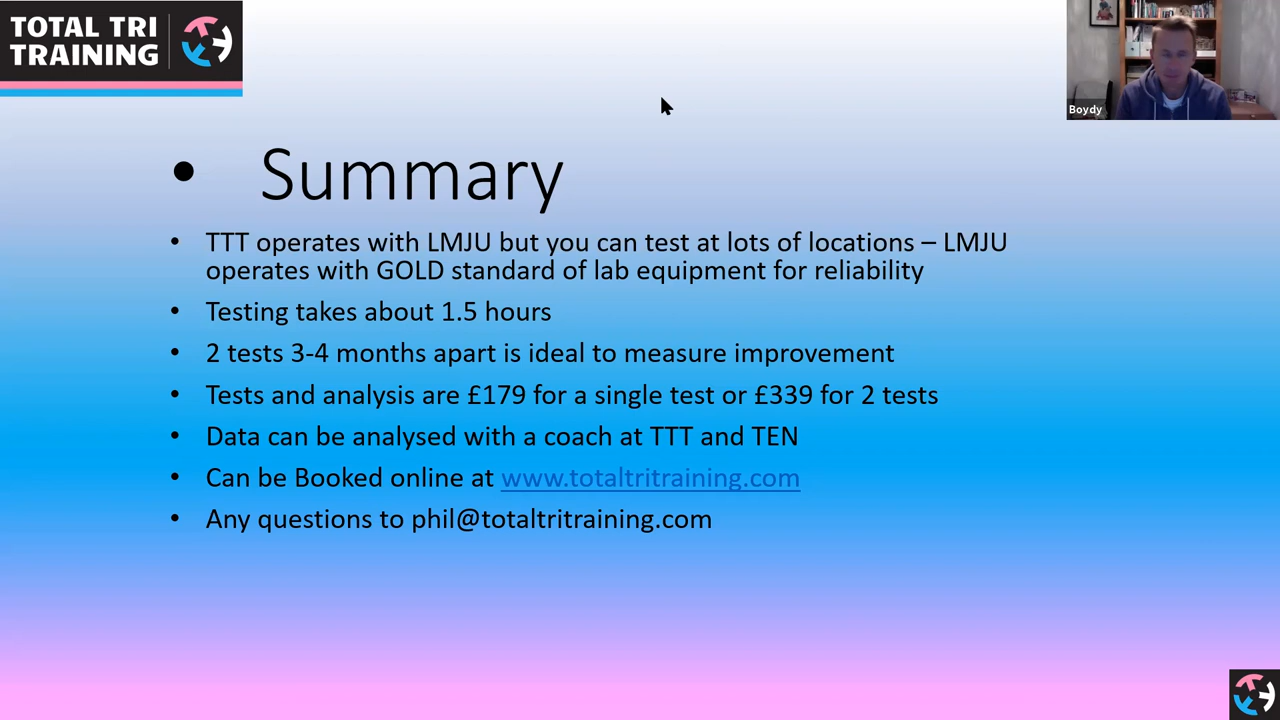 TOTAL TRI
TRAINING
Boydy
• Summary
• TTT operates with LMJU but you can test at lots of locations – LMJU
operates with GOLD standard of lab equipment for reliability
• Testing takes about 1.5 hours
• 2 tests 3-4 months apart is ideal to measure improvement
• Tests and analysis are £179 for a single test or £339 for 2 tests
• Data can be analysed with a coach at TTT and TEN
• Can be Booked online at www.totaltritraining.com
• Any questions to phil@totaltritraining.com